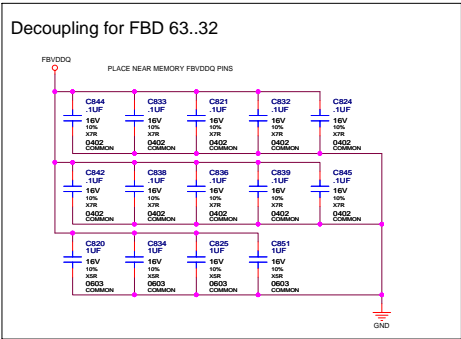 Decoupling for FBD 63..32
FBVDDQ
PLACE NEAR MEMORY FBVDDQ PINS
C844 C833 C821 C832 C824
.1UF .1UF .1UF .1UF .1UF
16V 16V 16V 16V 16V
10% 10% 10% 10% 10%
X7R X7R X7R X7R X7R
0402 0402 0402 0402 0402
COMMON COMMON COMMON COMMON COMMON
C842 C838 C836 C839 C845
.1UF .1UF .1UF .1UF .1UF
16V 16V 16V 16V 16V
10% 10% 10% 10% 10%
X7R X7R X7R X7R X7R
0402 0402 0402 0402 0402
COMMON COMMON COMMON COMMON COMMON
C820 C834 C825 C851
1UF 1UF 1UF 1UF
16V 16V 16V 16V
10% 10% 10% 10%
X5R X5R X5R X5R
0603 0603 0603 0603
COMMON COMMON COMMON COMMON
GND